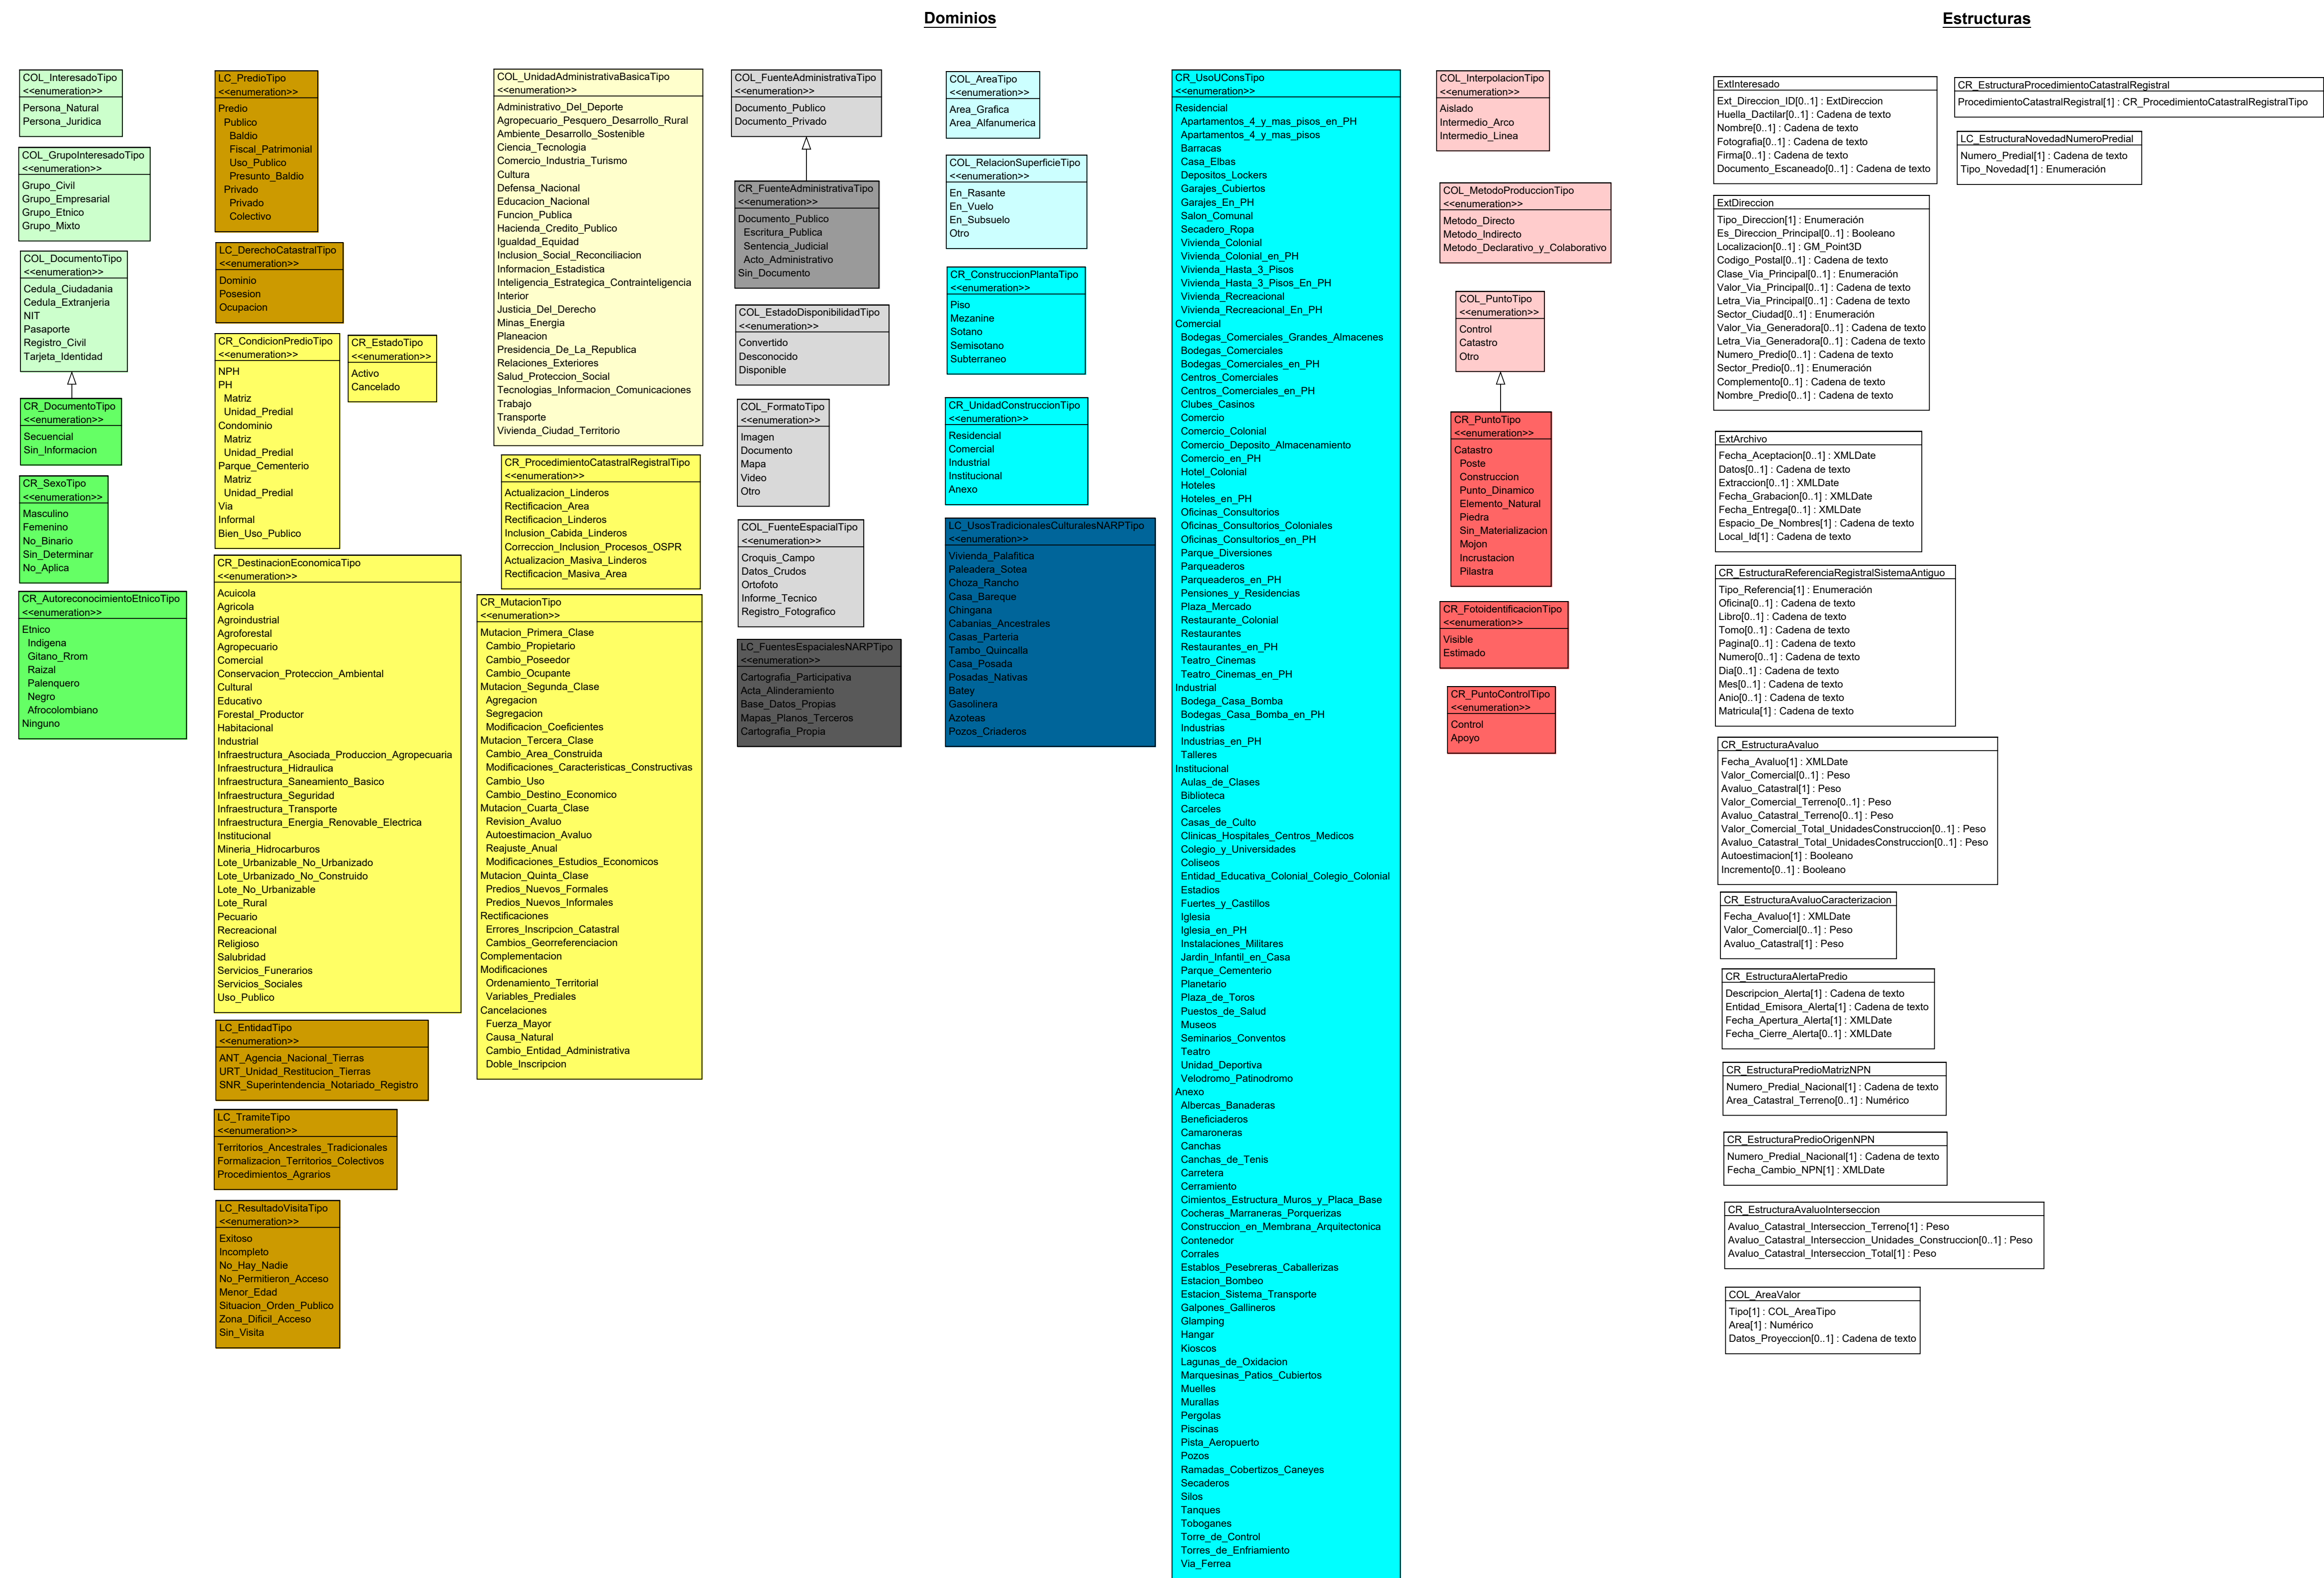 Dominios
Estructuras
COL_InteresadoTipo
<<enumeration>>
Persona_Natural
Persona_Juridica
COL_GrupoInteresadoTipo
<<enumeration>>
Grupo_Civil
Grupo_Empresarial
Grupo_Etnico
Grupo_Mixto
COL_DocumentoTipo
<<enumeration>>
Cedula_Ciudadania
Cedula_Extranjeria
NIT
Pasaporte
Registro_Civil
Tarjeta_Identidad
CR_DocumentoTipo
<<enumeration>>
Secuencial
Sin_Informacion
CR_SexoTipo
<<enumeration>>
Masculino
Femenino
No_Binario
Sin_Determinar
No_Aplica
CR_AutoreconocimientoEtnicoTipo
<<enumeration>>
Etnico
Indigena
Gitano_Rrom
Raizal
Palenquero
Negro
Afrocolombiano
Ninguno
LC_PredioTipo
<<enumeration>>
Predio
Publico
Baldio
Fiscal_Patrimonial
Uso_Publico
Presunto_Baldio
Privado
Privado
Colectivo
LC_DerechoCatastralTipo
<<enumeration>>
Dominio
Posesion
Ocupacion
CR_CondicionPredioTipo
<<enumeration>>
NPH
PH
Matriz
Unidad_Predial
Condominio
Matriz
Unidad_Predial
Parque_Cementerio
Matriz
Unidad_Predial
Via
Informal
Bien_Uso_Publico
CR_EstadoTipo
<<enumeration>>
Activo
Cancelado
CR_DestinacionEconomicaTipo
<<enumeration>>
Acuicola
Agricola
Agroindustrial
Agroforestal
Agropecuario
Comercial
Conservacion_Proteccion_Ambiental
Cultural
Educativo
Forestal_Productor
Habitacional
Industrial
Infraestructura_Asociada_Produccion_Agropecuaria
Infraestructura_Hidraulica
Infraestructura_Saneamiento_Basico
Infraestructura_Seguridad
Infraestructura_Transporte
Infraestructura_Energia_Renovable_Electrica
Institucional
Mineria_Hidrocarburos
Lote_Urbanizable_No_Urbanizado
Lote_Urbanizado_No_Construido
Lote_No_Urbanizable
Lote_Rural
Pecuario
Recreacional
Religioso
Salubridad
Servicios_Funerarios
Servicios_Sociales
Uso_Publico
LC_EntidadTipo
<<enumeration>>
ANT_Agencia_Nacional_Tierras
URT_Unidad_Restitucion_Tierras
SNR_Superintendencia_Notariado_Registro
LC_TramiteTipo
<<enumeration>>
Territorios_Ancestrales_Tradicionales
Formalizacion_Territorios_Colectivos
Procedimientos_Agrarios
LC_ResultadoVisitaTipo
<<enumeration>>
Exitoso
Incompleto
No_Hay_Nadie
No_Permitieron_Acceso
Menor_Edad
Situacion_Orden_Publico
Zona_Dificil_Acceso
Sin_Visita
COL_UnidadAdministrativaBasicaTipo
<<enumeration>>
Administrativo_Del_Deporte
Agropecuario_Pesquero_Desarrollo_Rural
Ambiente_Desarrollo_Sostenible
Ciencia_Tecnologia
Comercio_Industria_Turismo
Cultura
Defensa_Nacional
Educacion_Nacional
Funcion_Publica
Hacienda_Credito_Publico
Igualdad_Equidad
Inclusion_Social_Reconciliacion
Informacion_Estadistica
Inteligencia_Estrategica_Contrainteligencia
Interior
Justicia_Del_Derecho
Minas_Energia
Planeacion
Presidencia_De_La_Republica
Relaciones_Exteriores
Salud_Proteccion_Social
Tecnologias_Informacion_Comunicaciones
Trabajo
Transporte
Vivienda_Ciudad_Territorio
CR_ProcedimientoCatastralRegistralTipo
<<enumeration>>
Actualizacion_Linderos
Rectificacion_Area
Rectificacion_Linderos
Inclusion_Cabida_Linderos
Correccion_Inclusion_Procesos_OSPR
Actualizacion_Masiva_Linderos
Rectificacion_Masiva_Area
CR_MutacionTipo
<<enumeration>>
Mutacion_Primera_Clase
Cambio_Propietario
Cambio_Poseedor
Cambio_Ocupante
Mutacion_Segunda_Clase
Agregacion
Segregacion
Modificacion_Coeficientes
Mutacion_Tercera_Clase
Cambio_Area_Construida
Modificaciones_Caracteristicas_Constructivas
Cambio_Uso
Cambio_Destino_Economico
Mutacion_Cuarta_Clase
Revision_Avaluo
Autoestimacion_Avaluo
Reajuste_Anual
Modificaciones_Estudios_Economicos
Mutacion_Quinta_Clase
Predios_Nuevos_Formales
Predios_Nuevos_Informales
Rectificaciones
Errores_Inscripcion_Catastral
Cambios_Georreferenciacion
Complementacion
Modificaciones
Ordenamiento_Territorial
Variables_Prediales
Cancelaciones
Fuerza_Mayor
Causa_Natural
Cambio_Entidad_Administrativa
Doble_Inscripcion
COL_FuenteAdministrativaTipo
<<enumeration>>
Documento_Publico
Documento_Privado
CR_FuenteAdministrativaTipo
<<enumeration>>
Documento_Publico
Escritura_Publica
Sentencia_Judicial
Acto_Administrativo
Sin_Documento
COL_EstadoDisponibilidadTipo
<<enumeration>>
Convertido
Desconocido
Disponible
COL_FormatoTipo
<<enumeration>>
Imagen
Documento
Mapa
Video
Otro
COL_FuenteEspacialTipo
<<enumeration>>
Croquis_Campo
Datos_Crudos
Ortofoto
Informe_Tecnico
Registro_Fotografico
LC_FuentesEspacialesNARPTipo
<<enumeration>>
Cartografia_Participativa
Acta_Alinderamiento
Base_Datos_Propias
Mapas_Planos_Terceros
Cartografia_Propia
COL_AreaTipo
<<enumeration>>
Area_Grafica
Area_Alfanumerica
COL_RelacionSuperficieTipo
<<enumeration>>
En_Rasante
En_Vuelo
En_Subsuelo
Otro
CR_ConstruccionPlantaTipo
<<enumeration>>
Piso
Mezanine
Sotano
Semisotano
Subterraneo
CR_UnidadConstruccionTipo
<<enumeration>>
Residencial
Comercial
Industrial
Institucional
Anexo
LC_UsosTradicionalesCulturalesNARPTipo
<<enumeration>>
Vivienda_Palafitica
Paleadera_Sotea
Choza_Rancho
Casa_Bareque
Chingana
Cabanias_Ancestrales
Casas_Parteria
Tambo_Quincalla
Casa_Posada
Posadas_Nativas
Batey
Gasolinera
Azoteas
Pozos_Criaderos
CR_UsoUConsTipo
<<enumeration>>
Residencial
Apartamentos_4_y_mas_pisos_en_PH
Apartamentos_4_y_mas_pisos
Barracas
Casa_Elbas
Depositos_Lockers
Garajes_Cubiertos
Garajes_En_PH
Salon_Comunal
Secadero_Ropa
Vivienda_Colonial
Vivienda_Colonial_en_PH
Vivienda_Hasta_3_Pisos
Vivienda_Hasta_3_Pisos_En_PH
Vivienda_Recreacional
Vivienda_Recreacional_En_PH
Comercial
Bodegas_Comerciales_Grandes_Almacenes
Bodegas_Comerciales
Bodegas_Comerciales_en_PH
Centros_Comerciales
Centros_Comerciales_en_PH
Clubes_Casinos
Comercio
Comercio_Colonial
Comercio_Deposito_Almacenamiento
Comercio_en_PH
Hotel_Colonial
Hoteles
Hoteles_en_PH
Oficinas_Consultorios
Oficinas_Consultorios_Coloniales
Oficinas_Consultorios_en_PH
Parque_Diversiones
Parqueaderos
Parqueaderos_en_PH
Pensiones_y_Residencias
Plaza_Mercado
Restaurante_Colonial
Restaurantes
Restaurantes_en_PH
Teatro_Cinemas
Teatro_Cinemas_en_PH
Industrial
Bodega_Casa_Bomba
Bodegas_Casa_Bomba_en_PH
Industrias
Industrias_en_PH
Talleres
Institucional
Aulas_de_Clases
Biblioteca
Carceles
Casas_de_Culto
Clinicas_Hospitales_Centros_Medicos
Colegio_y_Universidades
Coliseos
Entidad_Educativa_Colonial_Colegio_Colonial
Estadios
Fuertes_y_Castillos
Iglesia
Iglesia_en_PH
Instalaciones_Militares
Jardin_Infantil_en_Casa
Parque_Cementerio
Planetario
Plaza_de_Toros
Puestos_de_Salud
Museos
Seminarios_Conventos
Teatro
Unidad_Deportiva
Velodromo_Patinodromo
Anexo
Albercas_Banaderas
Beneficiaderos
Camaroneras
Canchas
Canchas_de_Tenis
Carretera
Cerramiento
Cimientos_Estructura_Muros_y_Placa_Base
Cocheras_Marraneras_Porquerizas
Construccion_en_Membrana_Arquitectonica
Contenedor
Corrales
Establos_Pesebreras_Caballerizas
Estacion_Bombeo
Estacion_Sistema_Transporte
Galpones_Gallineros
Glamping
Hangar
Kioscos
Lagunas_de_Oxidacion
Marquesinas_Patios_Cubiertos
Muelles
Murallas
Pergolas
Piscinas
Pista_Aeropuerto
Pozos
Ramadas_Cobertizos_Caneyes
Secaderos
Silos
Tanques
Toboganes
Torre_de_Control
Torres_de_Enfriamiento
Via_Ferrea
COL_InterpolacionTipo
<<enumeration>>
Aislado
Intermedio_Arco
Intermedio_Linea
COL_MetodoProduccionTipo
<<enumeration>>
Metodo_Directo
Metodo_Indirecto
Metodo_Declarativo_y_Colaborativo
COL_PuntoTipo
<<enumeration>>
Control
Catastro
Otro
CR_PuntoTipo
<<enumeration>>
Catastro
Poste
Construccion
Punto_Dinamico
Elemento_Natural
Piedra
Sin_Materializacion
Mojon
Incrustacion
Pilastra
CR_FotoidentificacionTipo
<<enumeration>>
Visible
Estimado
CR_PuntoControlTipo
<<enumeration>>
Control
Apoyo
ExtInteresado
Ext_Direccion_ID[0..1] : ExtDireccion
Huella_Dactilar[0..1] : Cadena de texto
Nombre[0..1] : Cadena de texto
Fotografia[0..1] : Cadena de texto
Firma[0..1] : Cadena de texto
Documento_Escaneado[0..1] : Cadena de texto
ExtDireccion
Tipo_Direccion[1] : Enumeración
Es_Direccion_Principal[0..1] : Booleano
Localizacion[0..1] : GM_Point3D
Codigo_Postal[0..1] : Cadena de texto
Clase_Via_Principal[0..1] : Enumeración
Valor_Via_Principal[0..1] : Cadena de texto
Letra_Via_Principal[0..1] : Cadena de texto
Sector_Ciudad[0..1] : Enumeración
Valor_Via_Generadora[0..1] : Cadena de texto
Letra_Via_Generadora[0..1] : Cadena de texto
Numero_Predio[0..1] : Cadena de texto
Sector_Predio[0..1] : Enumeración
Complemento[0..1] : Cadena de texto
Nombre_Predio[0..1] : Cadena de texto
ExtArchivo
Fecha_Aceptacion[0..1] : XMLDate
Datos[0..1] : Cadena de texto
Extraccion[0..1] : XMLDate
Fecha_Grabacion[0..1] : XMLDate
Fecha_Entrega[0..1] : XMLDate
Espacio_De_Nombres[1] : Cadena de texto
Local_Id[1] : Cadena de texto
CR_EstructuraReferenciaRegistralSistemaAntiguo
Tipo_Referencia[1] : Enumeración
Oficina[0..1] : Cadena de texto
Libro[0..1] : Cadena de texto
Tomo[0..1] : Cadena de texto
Pagina[0..1] : Cadena de texto
Numero[0..1] : Cadena de texto
Dia[0..1] : Cadena de texto
Mes[0..1] : Cadena de texto
Anio[0..1] : Cadena de texto
Matricula[1] : Cadena de texto
CR_EstructuraAvaluo
Fecha_Avaluo[1] : XMLDate
Valor_Comercial[0..1] : Peso
Avaluo_Catastral[1] : Peso
Valor_Comercial_Terreno[0..1] : Peso
Avaluo_Catastral_Terreno[0..1] : Peso
Valor_Comercial_Total_UnidadesConstruccion[0..1] : Peso
Avaluo_Catastral_Total_UnidadesConstruccion[0..1] : Peso
Autoestimacion[1] : Booleano
Incremento[0..1] : Booleano
CR_EstructuraAvaluoCaracterizacion
Fecha_Avaluo[1] : XMLDate
Valor_Comercial[0..1] : Peso
Avaluo_Catastral[1] : Peso
CR_EstructuraAlertaPredio
Descripcion_Alerta[1] : Cadena de texto
Entidad_Emisora_Alerta[1] : Cadena de texto
Fecha_Apertura_Alerta[1] : XMLDate
Fecha_Cierre_Alerta[0..1] : XMLDate
CR_EstructuraPredioMatrizNPN
Numero_Predial_Nacional[1] : Cadena de texto
Area_Catastral_Terreno[0..1] : Numérico
CR_EstructuraPredioOrigenNPN
Numero_Predial_Nacional[1] : Cadena de texto
Fecha_Cambio_NPN[1] : XMLDate
CR_EstructuraAvaluoInterseccion
Avaluo_Catastral_Interseccion_Terreno[1] : Peso
Avaluo_Catastral_Interseccion_Unidades_Construccion[0..1] : Peso
Avaluo_Catastral_Interseccion_Total[1] : Peso
COL_AreaValor
Tipo[1] : COL_AreaTipo
Area[1] : Numérico
Datos_Proyeccion[0..1] : Cadena de texto
CR_EstructuraProcedimientoCatastralRegistral
ProcedimientoCatastralRegistral[1] : CR_ProcedimientoCatastralRegistralTipo
LC_EstructuraNovedadNumeroPredial
Numero_Predial[1] : Cadena de texto
Tipo_Novedad[1] : Enumeración